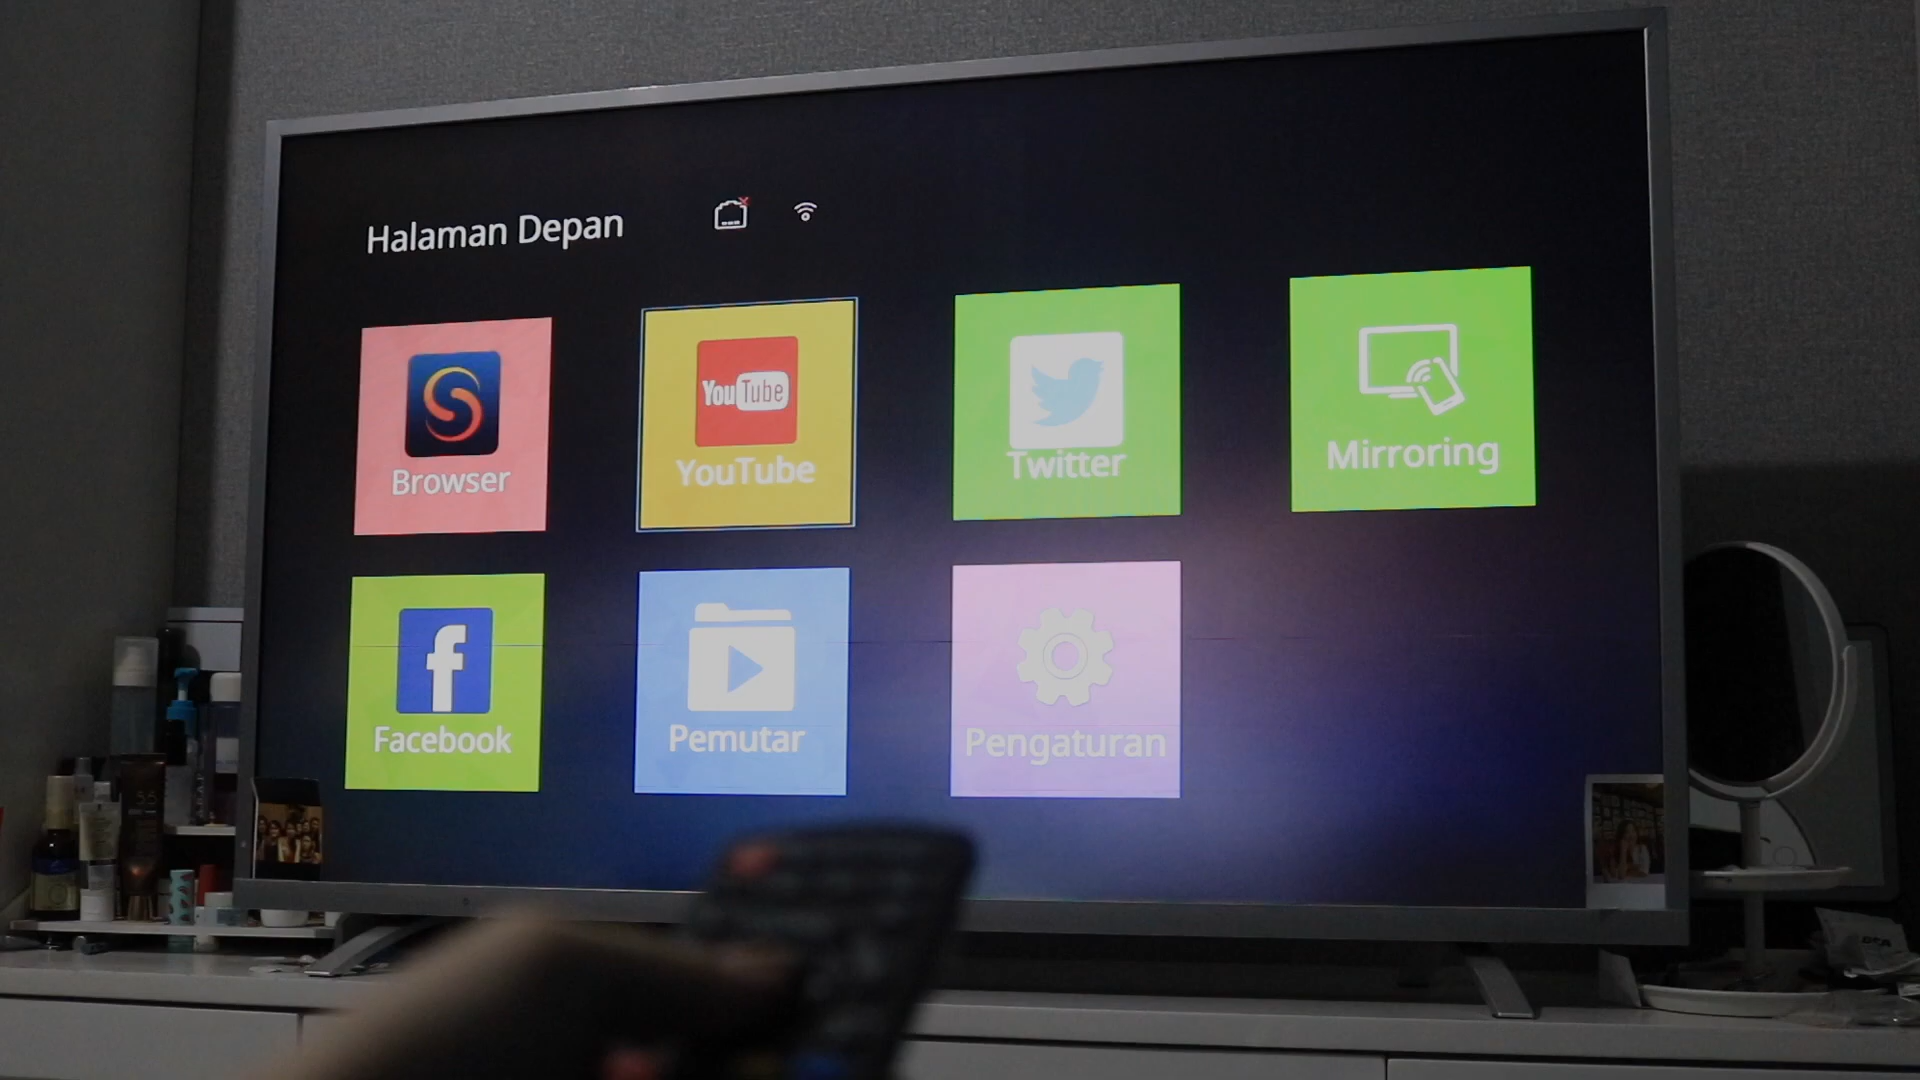 Halaman Depan
Browser
YouTube
YouTube
Twitter
Mirroring
Facebook
Pemutar
Pengaturan